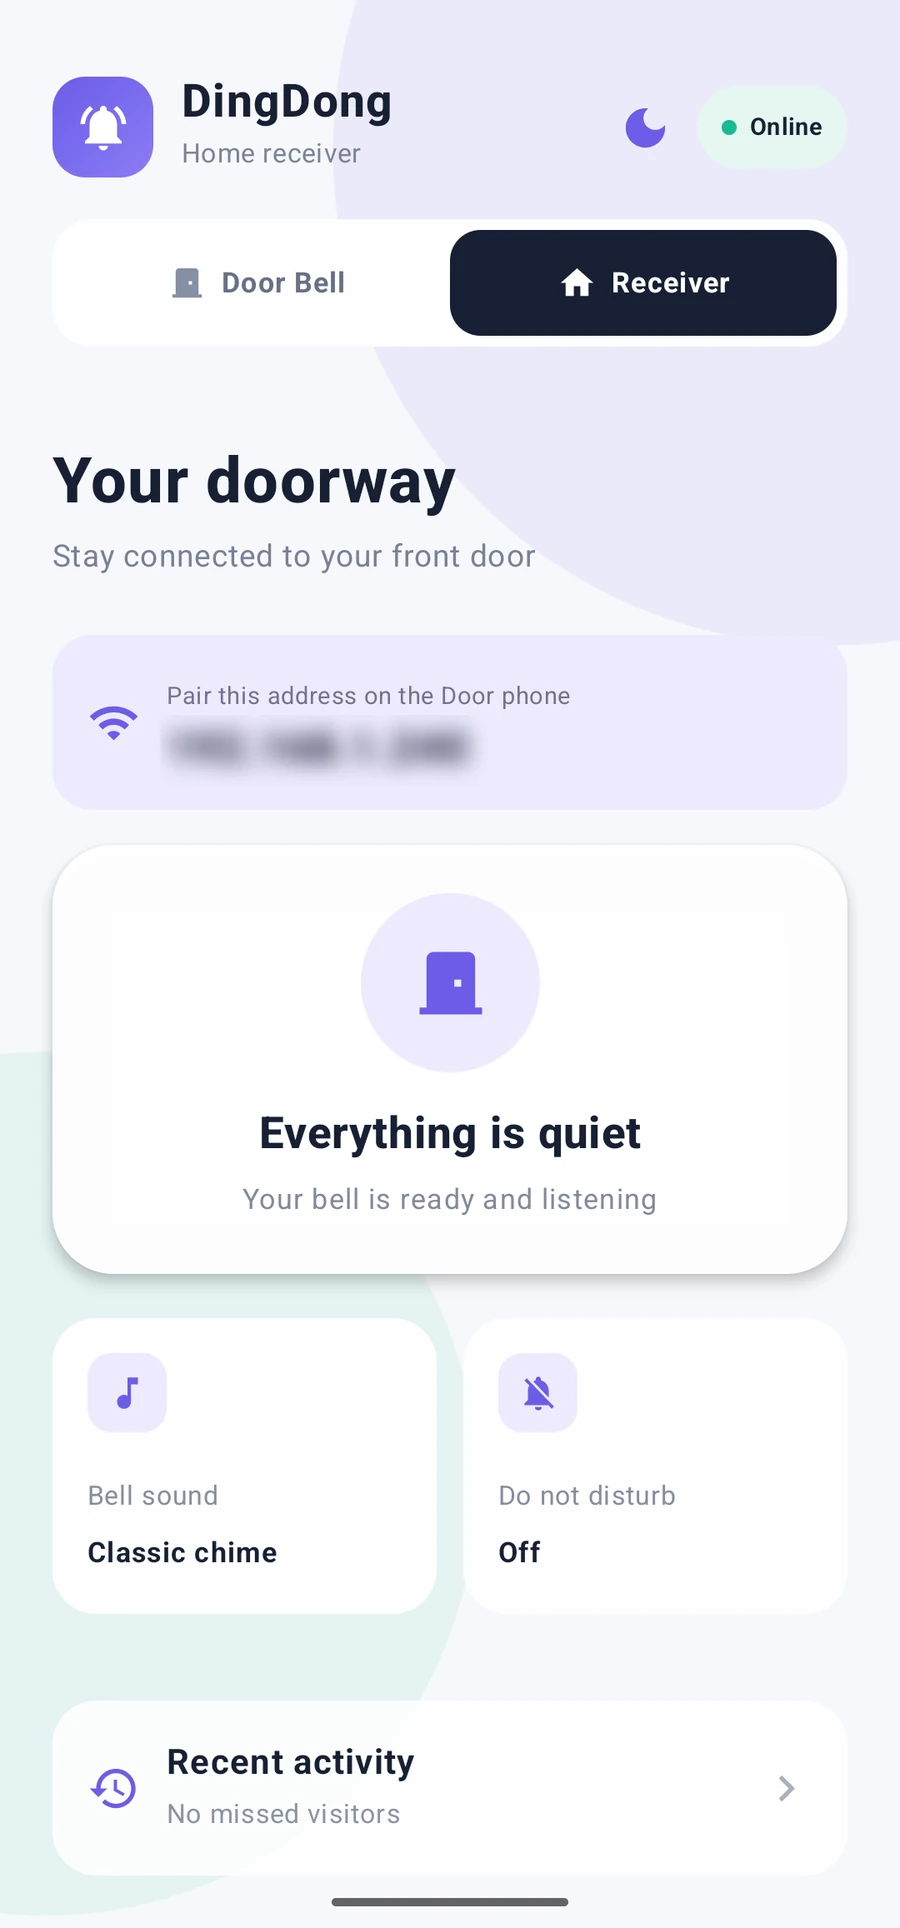 DingDong
Home receiver
Online
Door Bell
Receiver
Your doorway
Stay connected to your front door
Pair this address on the Door phone
Everything is quiet
Your bell is ready and listening
Bell sound
Classic chime
Do not disturb
Off
Recent activity
No missed visitors